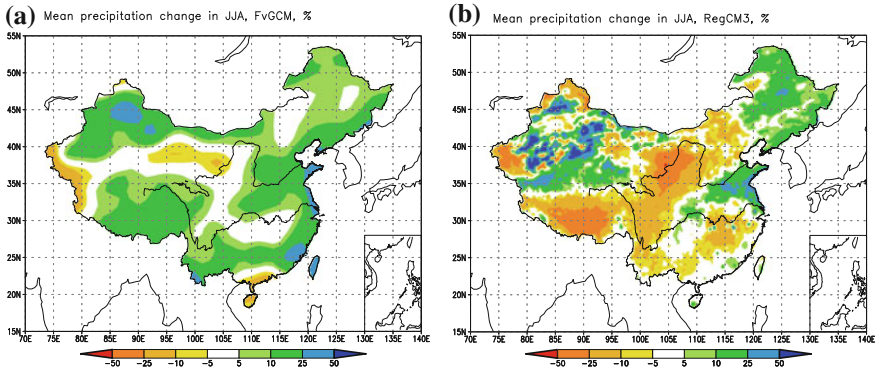 (a) Mean precipitation change in JJA, FvGCM, %
55N
50N
45N
40N
35N
30N
25N
20N
15N
70E 75E 80E 85E 90E 95E 100E 105E 110E 115E 120E 125E 130E 135E 140E
-50 -25 -10 -5 5 10 25 50
(b) Mean precipitation change in JJA, RegCM3, %
55N
50N
45N
40N
35N
30N
25N
20N
15N
70E 75E 80E 85E 90E 95E 100E 105E 110E 115E 120E 125E 130E 135E 140E
-50 -25 -10 -5 5 10 25 50